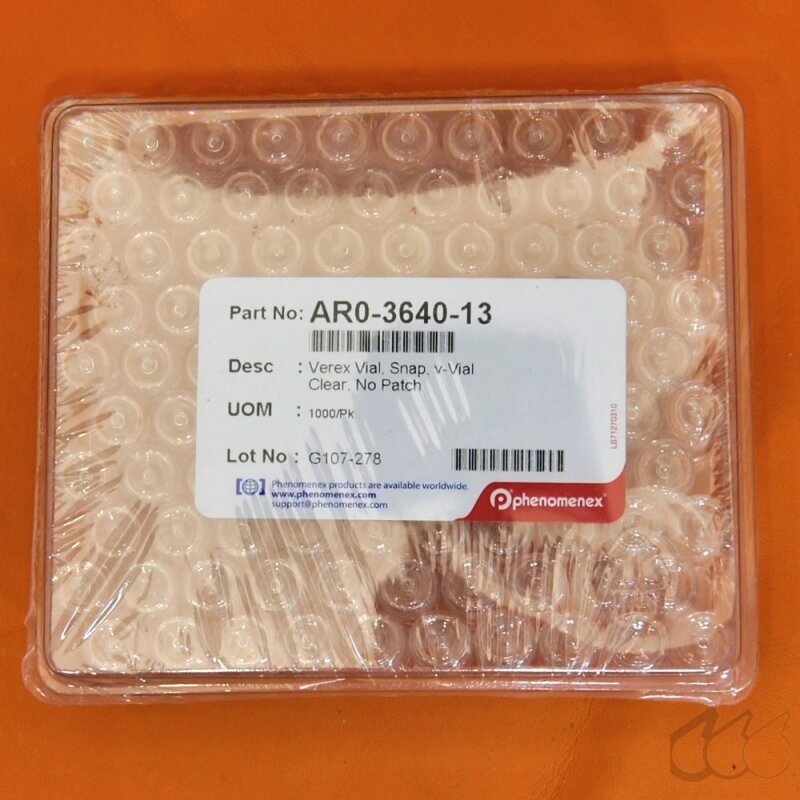 Part No: AR0-3640-13
Desc : Verex Vial, Snap, v-Vial
Clear, No Patch
UOM : 1000/Pk
Lot No : G107-278
LB71270310
Phenomenex products are available worldwide.
www.phenomenex.com
support@phenomenex.com
phenomenex